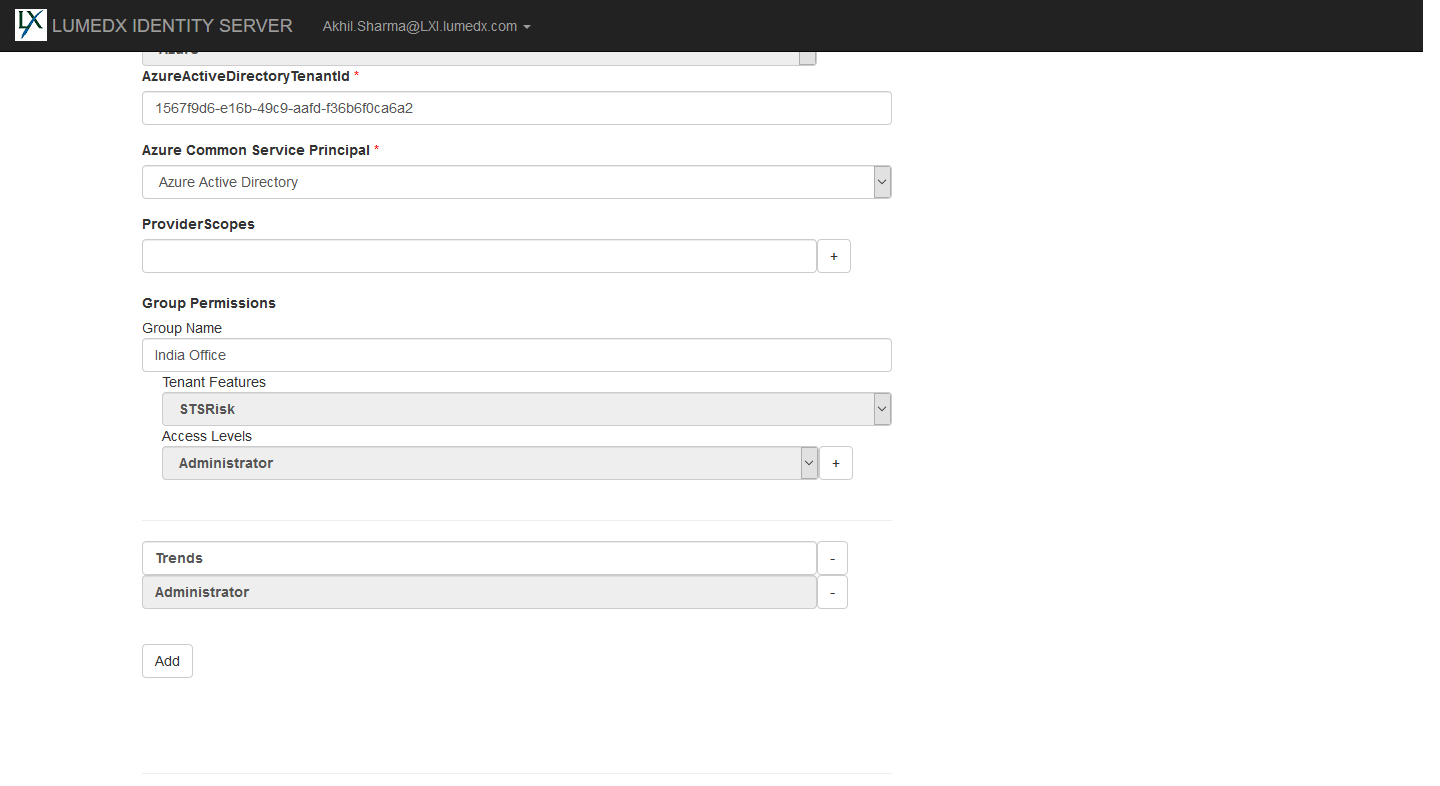 LX LUMEDX IDENTITY SERVER Akhil.Sharma@LXI.lumedx.com
Azure
AzureActiveDirectoryTenantId *
1567f9d6-e16b-49c9-aafd-f36b6f0ca6a2
Azure Common Service Principal *
Azure Active Directory
ProviderScopes
+
Group Permissions
Group Name
India Office
Tenant Features
STSRisk
Access Levels
Administrator +
Trends -
Administrator -
Add